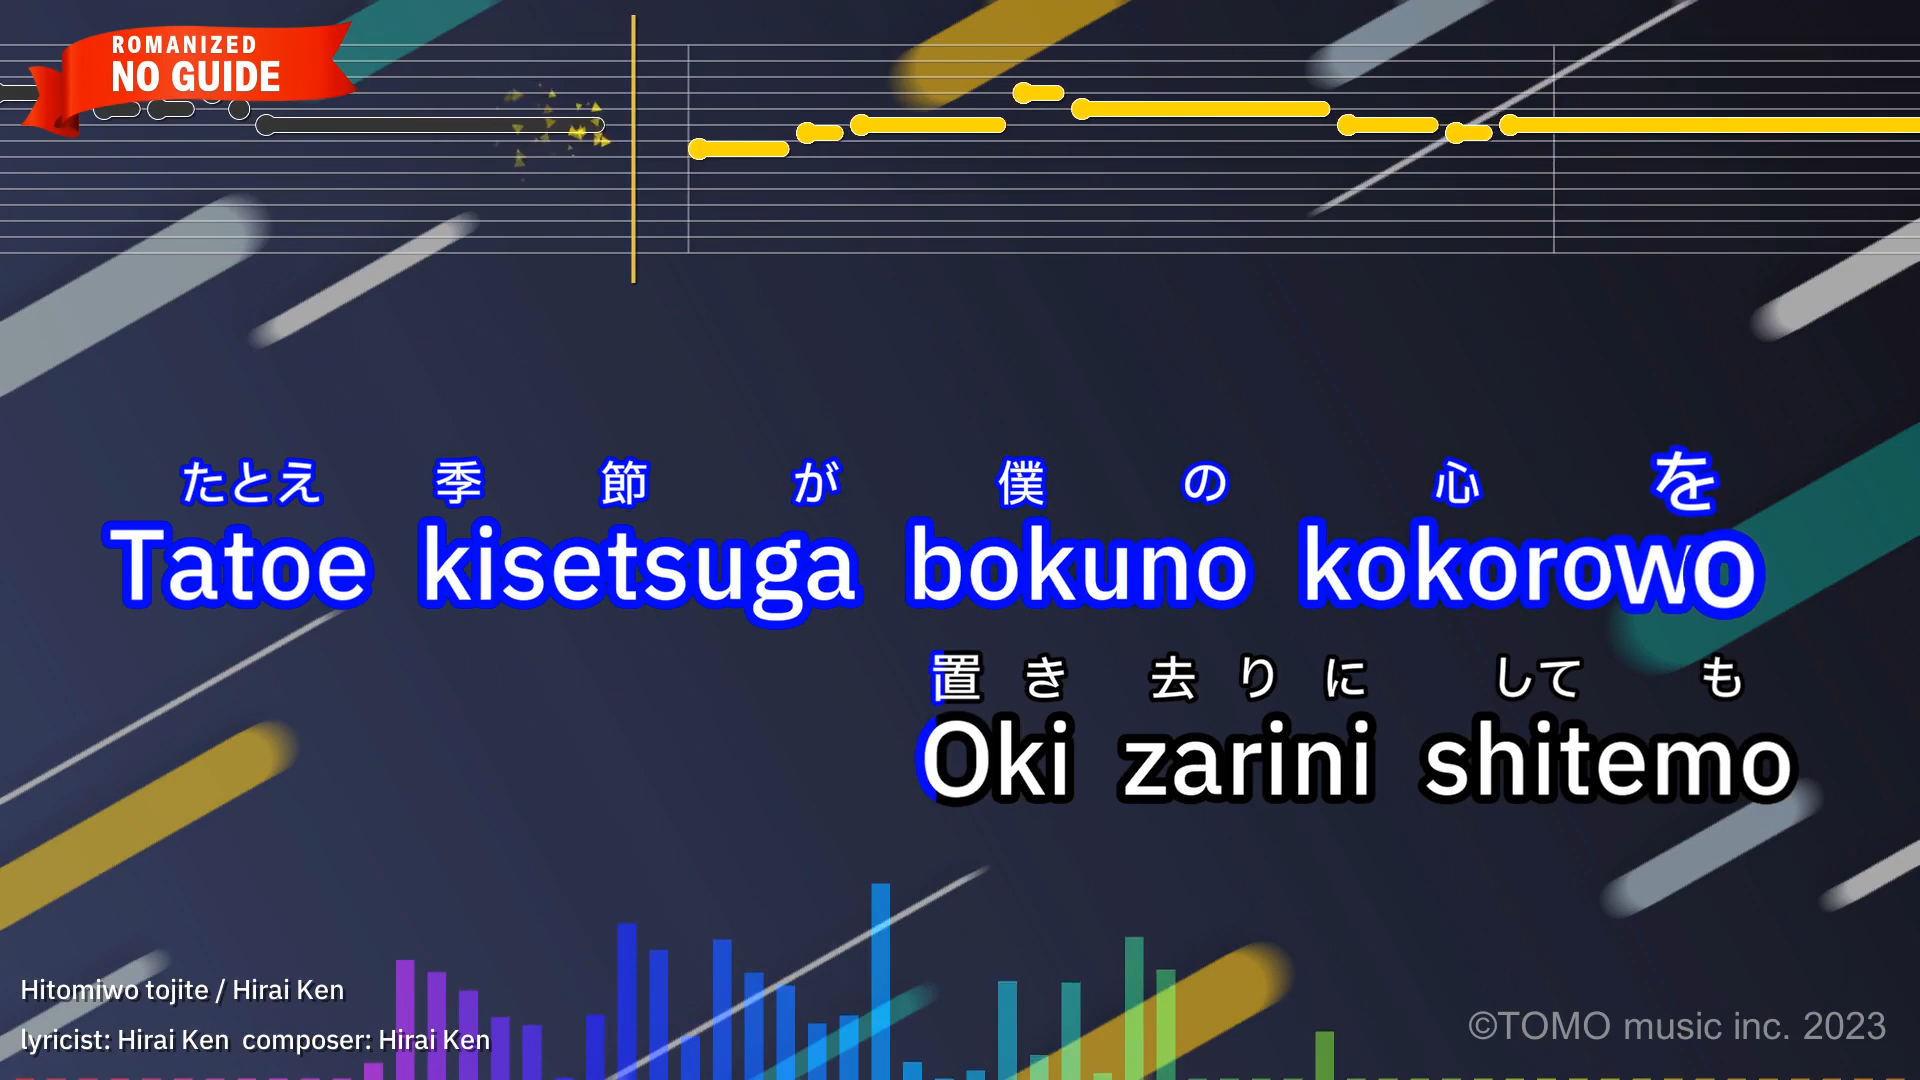 ROMANIZED
NO GUIDE
たとえ 季 節 が 僕 の 心 を
Tatoe kisetsuga bokuno kokorowo
置 き 去 り に して も
Oki zarini shitemo
Hitomiwo tojite / Hirai Ken
lyricist: Hirai Ken composer: Hirai Ken
©TOMO music inc. 2023